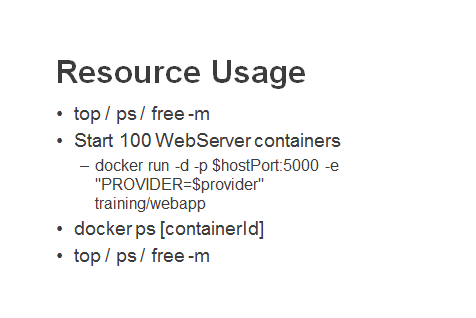 Resource Usage
• top / ps / free -m
• Start 100 WebServer containers
– docker run -d -p $hostPort:5000 -e
"PROVIDER=$provider"
training/webapp
• docker ps [containerId]
• top / ps / free -m